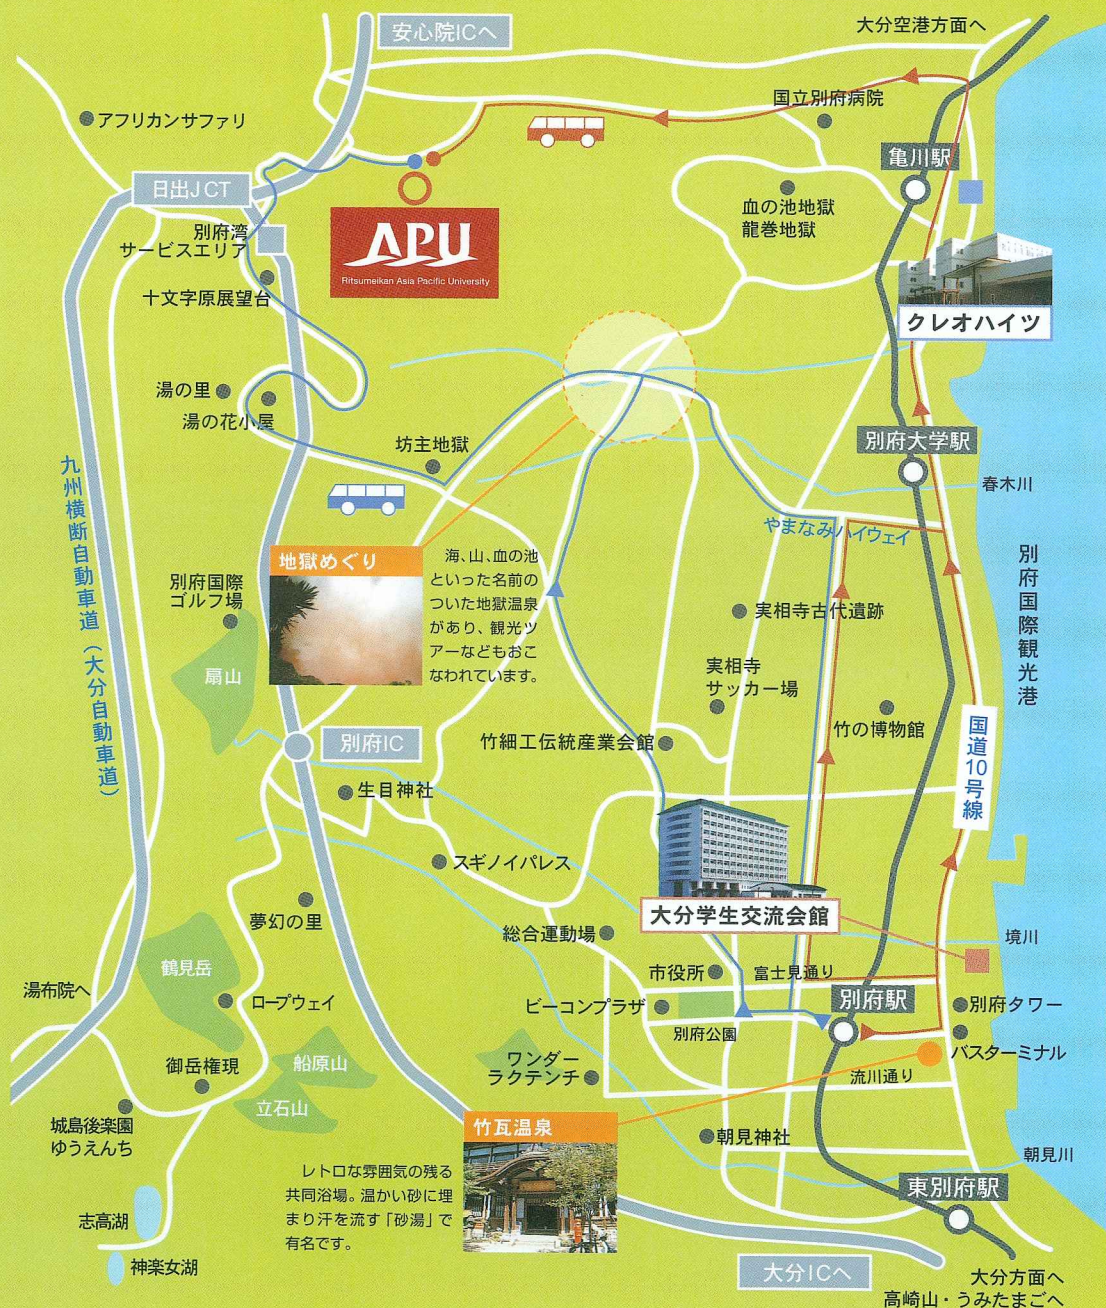 安心院ICへ
大分空港方面へ
アフリカンサファリ
国立別府病院
亀川駅
日出JCT
血の池地獄
龍巻地獄
別府湾
サービスエリア
APU
Ritsumeikan Asia Pacific University
十文字原展望台
クレオハイツ
湯の里
湯の花小屋
坊主地獄
別府大学駅
春木川
やまなみハイウェイ
九州横断自動車道（大分自動車道）
地獄めぐり
海、山、血の池
といった名前の
ついた地獄温泉
があり、観光ツ
アーなどもおこ
なわれています。
別府国際観光港
別府国際
ゴルフ場
扇山
実相寺古代遺跡
実相寺
サッカー場
竹の博物館
国道10号線
別府IC
竹細工伝統産業会館
生目神社
スギノイパレス
夢幻の里
大分学生交流会館
総合運動場
境川
鶴見岳
市役所
富士見通り
湯布院へ
ロープウェイ
ビーコンプラザ
別府駅
別府タワー
別府公園
バスターミナル
御岳権現
船原山
ワンダー
ラクテンチ
流川通り
立石山
城島後楽園
ゆうえんち
竹瓦温泉
朝見神社
朝見川
レトロな雰囲気の残る
共同浴場。温かい砂に埋
まり汗を流す「砂湯」で
有名です。
東別府駅
志高湖
神楽女湖
大分ICへ
大分方面へ
高崎山・うみたまごへ